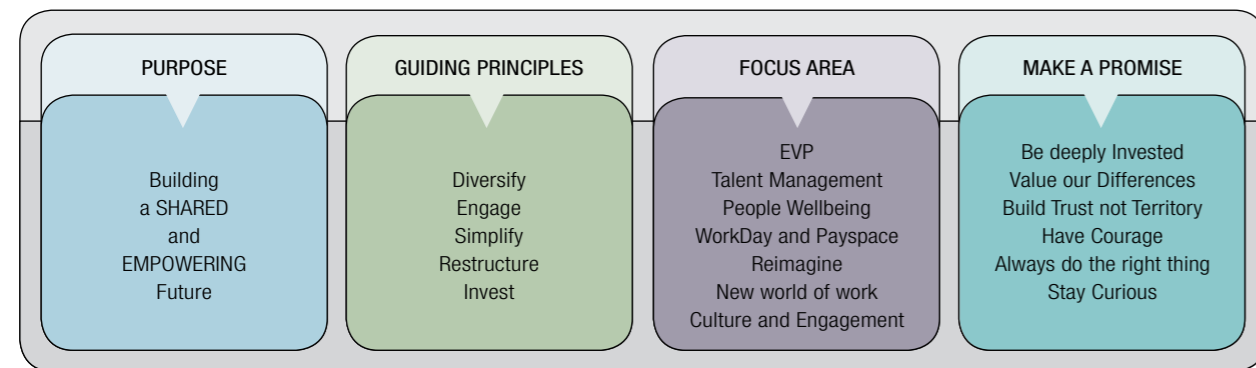 PURPOSE
Building
a SHARED
and
EMPOWERING
Future
GUIDING PRINCIPLES
Diversify
Engage
Simplify
Restructure
Invest
FOCUS AREA
EVP
Talent Management
People Wellbeing
WorkDay and Payspace
Reimagine
New world of work
Culture and Engagement
MAKE A PROMISE
Be deeply Invested
Value our Differences
Build Trust not Territory
Have Courage
Always do the right thing
Stay Curious